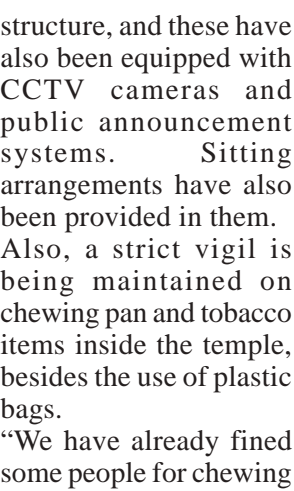 structure, and these have
also been equipped with
CCTV cameras and
public announcement
systems. Sitting
arrangements have also
been provided in them.
Also, a strict vigil is
being maintained on
chewing pan and tobacco
items inside the temple,
besides the use of plastic
bags.
“We have already fined
some people for chewing